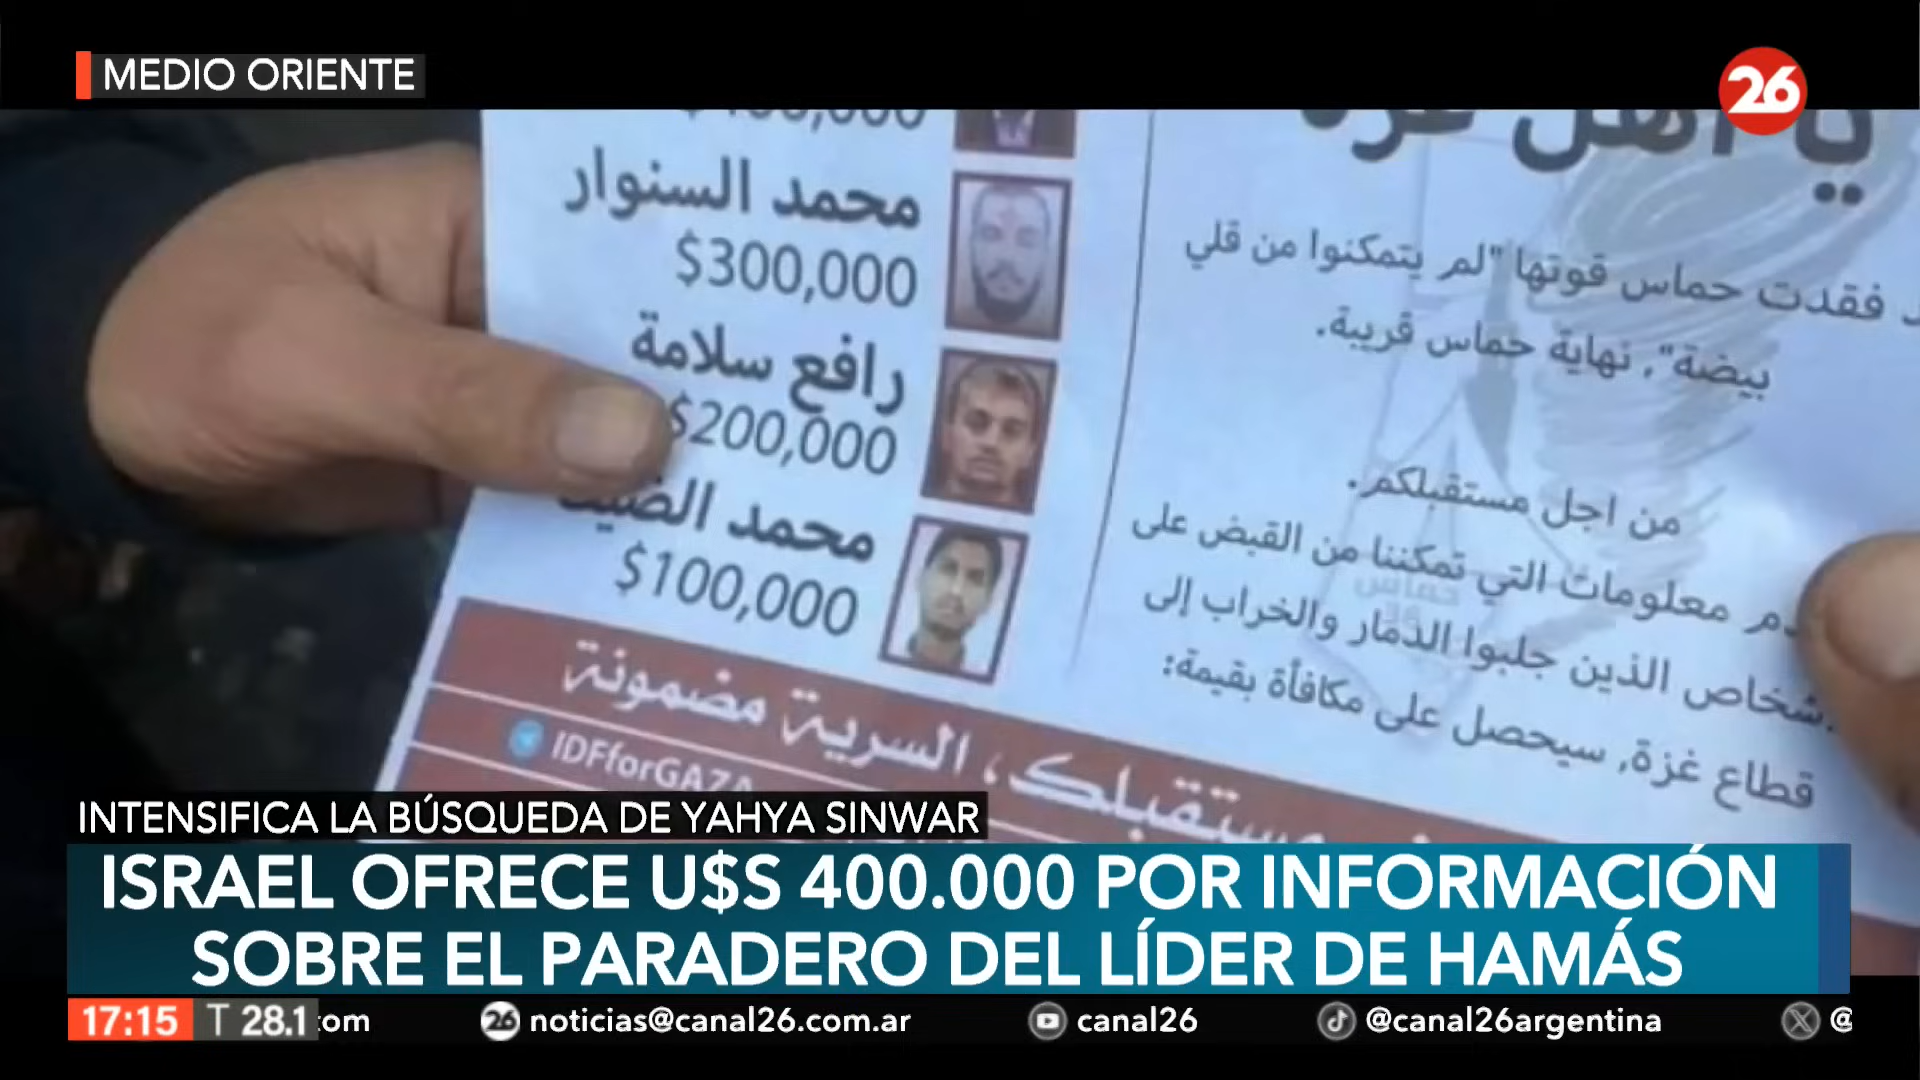 MEDIO ORIENTE
26
يا أهل غزة
محمد السنوار
$300,000
رافع سلامة
$200,000
محمد الضيف
$100,000
فقدت حماس قوتها "لم يتمكنوا من قلي
بيضة", نهاية حماس قريبة.
من اجل مستقبلكم.
معلومات التي تمكننا من القبض على
الذين جلبوا الدمار والخراب إلى
قطاع غزة, سيحصل على مكافأة بقيمة:
السرية مضمونة
IDFforGAZA
INTENSIFICA LA BÚSQUEDA DE YAHYA SINWAR
ISRAEL OFRECE U$S 400.000 POR INFORMACIÓN
SOBRE EL PARADERO DEL LÍDER DE HAMÁS
17:15 T 28.1 om 26 noticias@canal26.com.ar canal26 @canal26argentina @